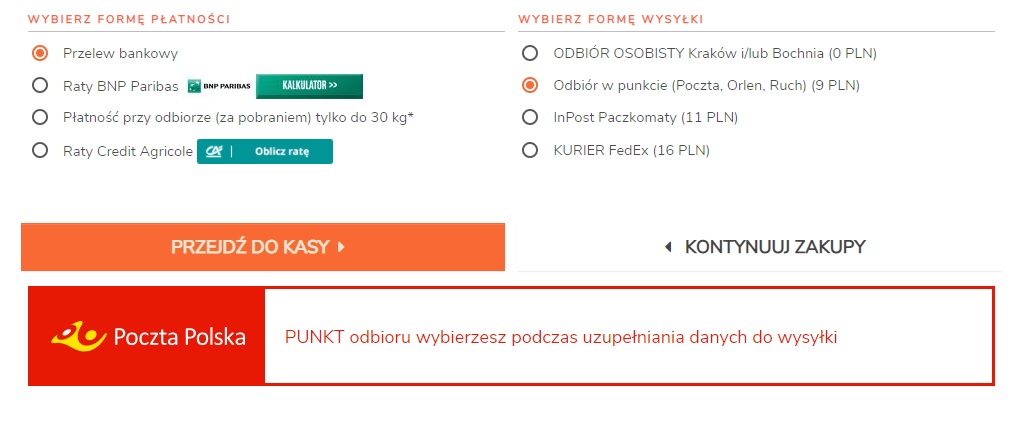 WYBIERZ FORMĘ PŁATNOŚCI
Przelew bankowy
Raty BNP Paribas BNP PARIBAS KALKULATOR >>
Płatność przy odbiorze (za pobraniem) tylko do 30 kg*
Raty Credit Agricole CA | Oblicz ratę
WYBIERZ FORMĘ WYSYŁKI
ODBIÓR OSOBISTY Kraków i/lub Bochnia (0 PLN)
Odbiór w punkcie (Poczta, Orlen, Ruch) (9 PLN)
InPost Paczkomaty (11 PLN)
KURIER FedEx (16 PLN)
PRZEJDŹ DO KASY
KONTYNUUJ ZAKUPY
Poczta Polska
PUNKT odbioru wybierzesz podczas uzupełniania danych do wysyłki